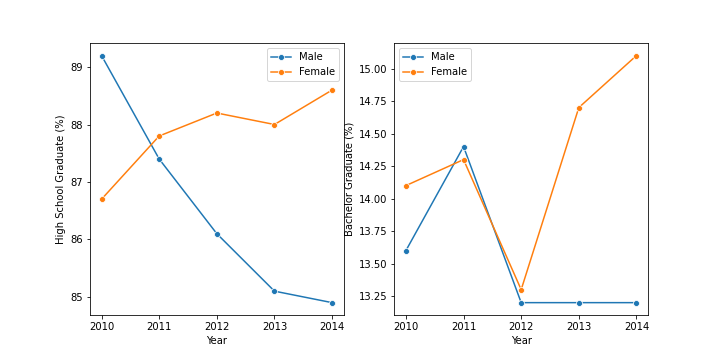 High School Graduate (%)
89
88
87
86
85
Male
Female
2010 2011 2012 2013 2014
Year
Bachelor Graduate (%)
15.00
14.75
14.50
14.25
14.00
13.75
13.50
13.25
Male
Female
2010 2011 2012 2013 2014
Year